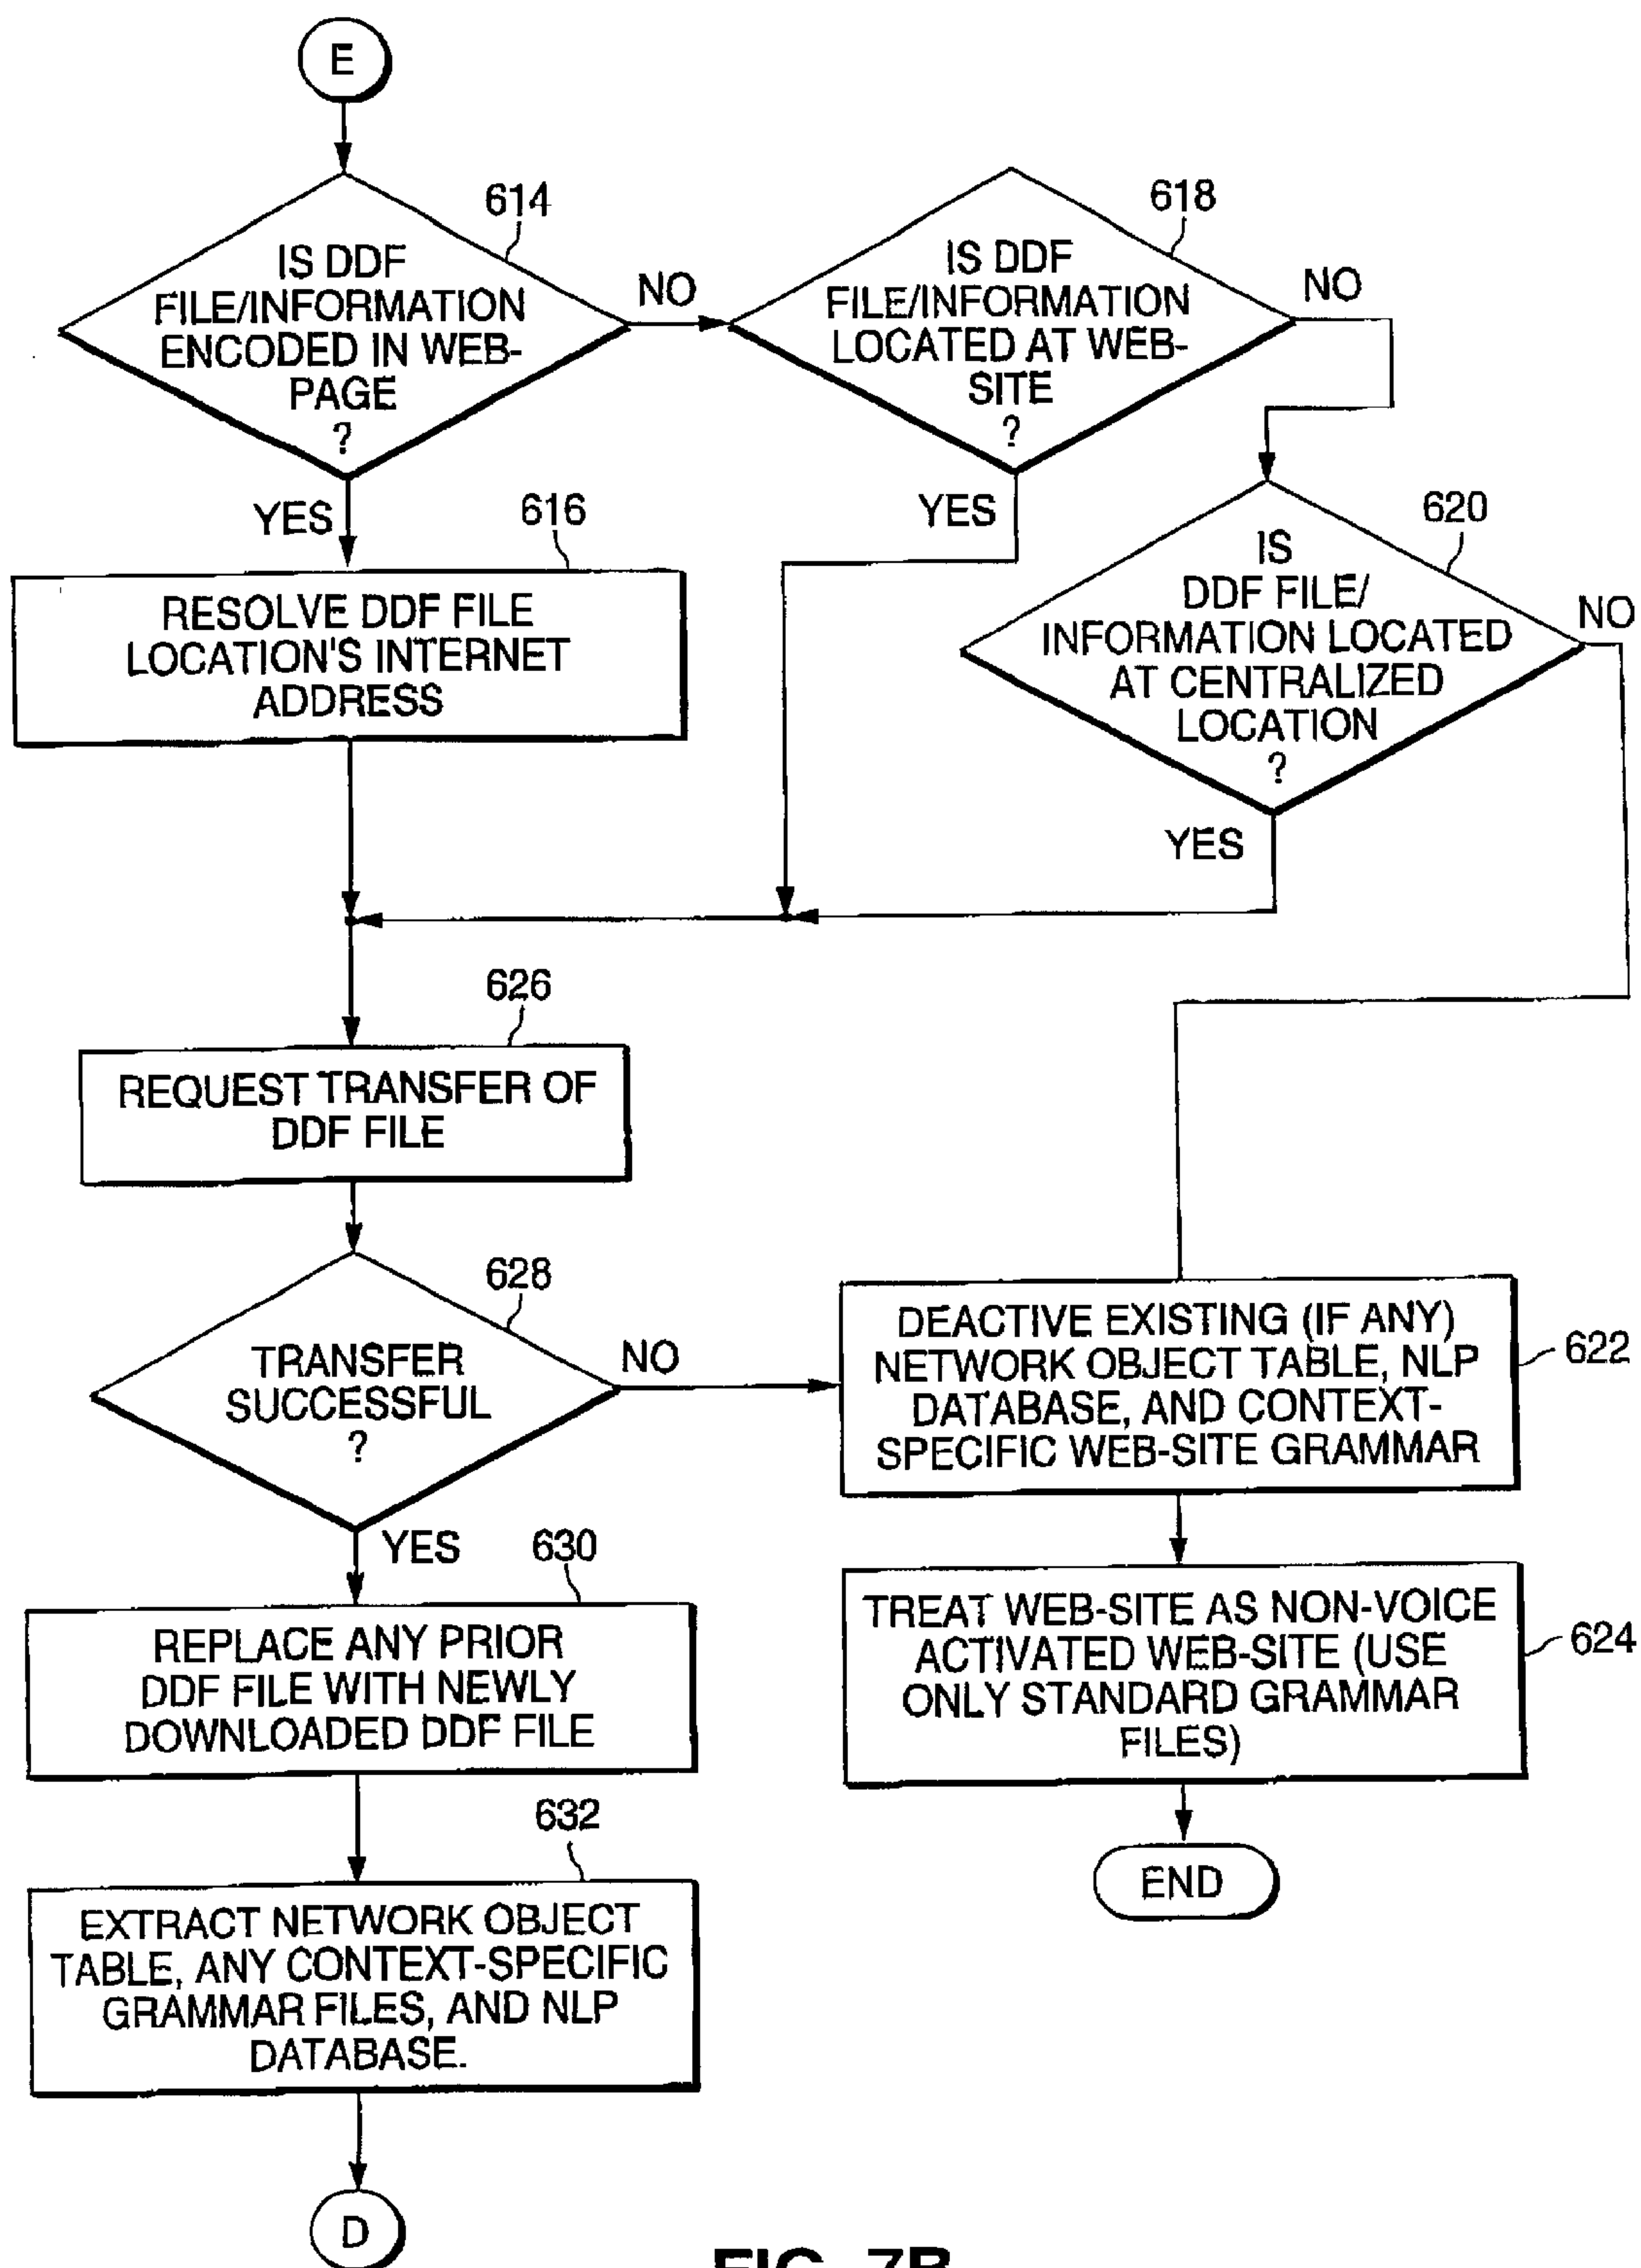 E
614
IS DDF
FILE/INFORMATION
ENCODED IN WEB-
PAGE
?
NO
YES
618
IS DDF
FILE/INFORMATION
LOCATED AT WEB-
SITE
?
NO
YES
616
RESOLVE DDF FILE
LOCATION'S INTERNET
ADDRESS
620
IS
DDF FILE/
INFORMATION LOCATED
AT CENTRALIZED
LOCATION
?
NO
YES
626
REQUEST TRANSFER OF
DDF FILE
628
TRANSFER
SUCCESSFUL
?
NO
YES
622
DEACTIVE EXISTING (IF ANY)
NETWORK OBJECT TABLE, NLP
DATABASE, AND CONTEXT-
SPECIFIC WEB-SITE GRAMMAR
630
REPLACE ANY PRIOR
DDF FILE WITH NEWLY
DOWNLOADED DDF FILE
624
TREAT WEB-SITE AS NON-VOICE
ACTIVATED WEB-SITE (USE
ONLY STANDARD GRAMMAR
FILES)
632
EXTRACT NETWORK OBJECT
TABLE, ANY CONTEXT-SPECIFIC
GRAMMAR FILES, AND NLP
DATABASE.
END
D
FIG. 7B